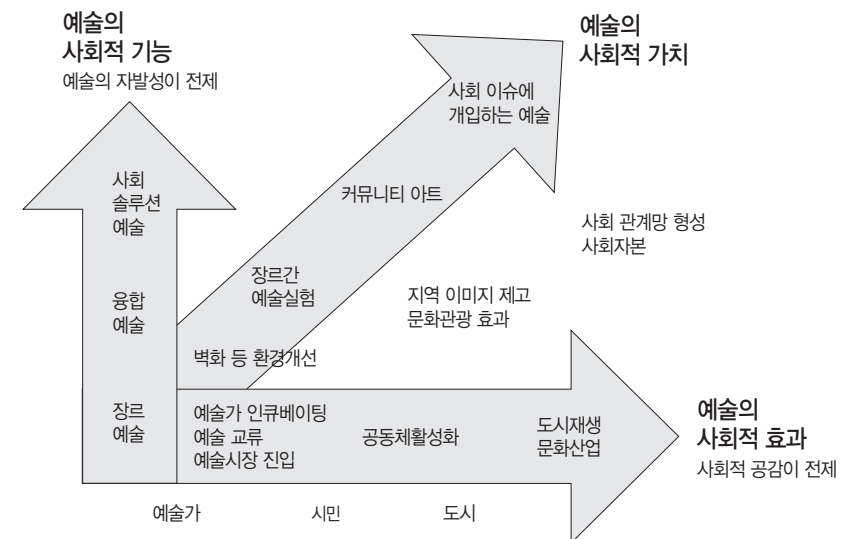 예술의
사회적 기능
예술의 자발성이 전제
예술의
사회적 가치
사회 이슈에
개입하는 예술
커뮤니티 아트
사회
솔루션
예술
사회 관계망 형성
사회자본
장르간
예술실험
지역 이미지 제고
문화관광 효과
융합
예술
벽화 등 환경개선
장르
예술
예술가 인큐베이팅
예술 교류
예술시장 진입
공동체활성화
도시재생
문화산업
예술의
사회적 효과
사회적 공감이 전제
예술가
시민
도시